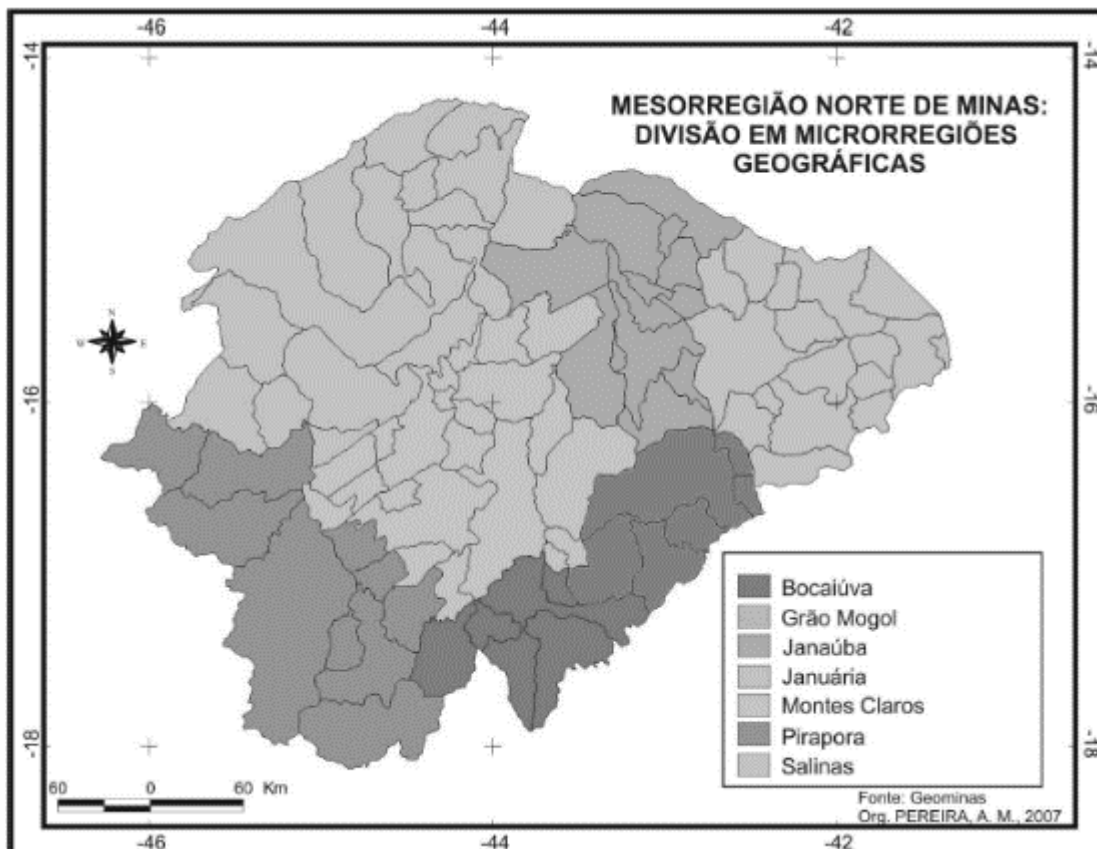 -46 -44 -42
-14 -14
MESORREGIÃO NORTE DE MINAS:
DIVISÃO EM MICRORREGIÕES
GEOGRÁFICAS
N
W E
S
-16 -16
Bocaiúva
Grão Mogol
Janaúba
Januária
Montes Claros
Pirapora
Salinas
-18 -18
60 0 60 Km
Fonte: Geominas
Org. PEREIRA, A. M., 2007
-46 -44 -42